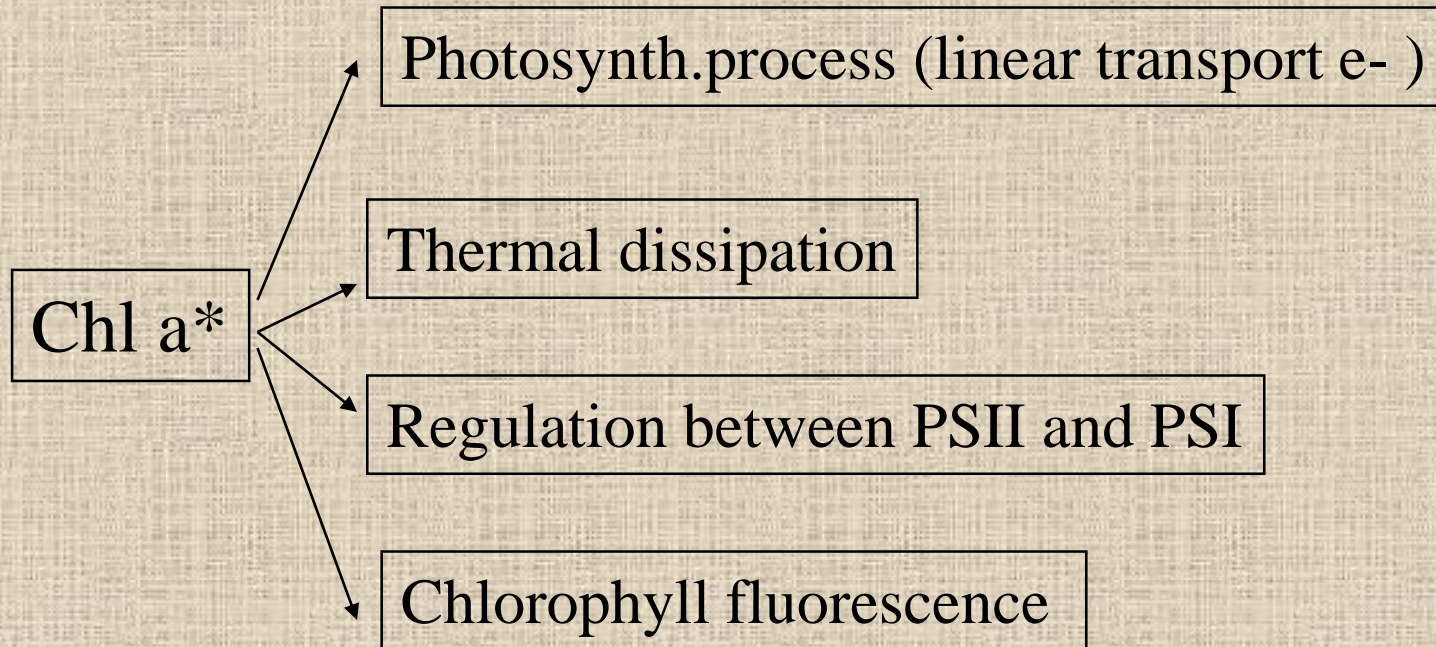 Photosynth.process (linear transport e- )
Thermal dissipation
Chl a*
Regulation between PSII and PSI
Chlorophyll fluorescence